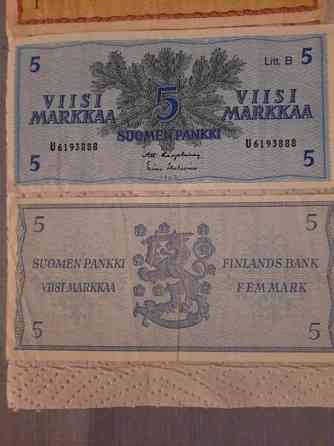 1
5 Litt. B 5
VIISI VIISI
MARKKAA 5 MARKKAA
SUOMEN PANKKI
U6193888 U6193888
5 5
5 5
SUOMEN PANKKI FINLANDS BANK
VIISI MARKKAA FEM MARK
5 5